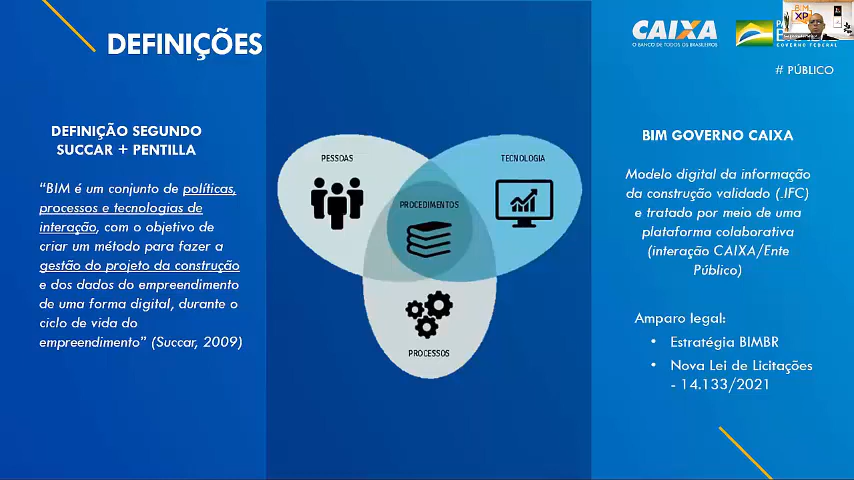 DEFINIÇÕES
CAIXA
O BANCO DE TODOS OS BRASILEIROS
GOVERNO FEDERAL
BIM
XP
# PÚBLICO
DEFINIÇÃO SEGUNDO
SUCCAR + PENTILLA
“BIM é um conjunto de políticas,
processos e tecnologias de
interação, com o objetivo de
criar um método para fazer a
gestão do projeto da construção
e dos dados do empreendimento
de uma forma digital, durante o
ciclo de vida do
empreendimento” (Succar, 2009)
PESSOAS
TECNOLOGIA
PROCEDIMENTOS
PROCESSOS
BIM GOVERNO CAIXA
Modelo digital da informação
da construção validado (.IFC)
e tratado por meio de uma
plataforma colaborativa
(interação CAIXA/Ente
Público)
Amparo legal:
• Estratégia BIMBR
• Nova Lei de Licitações
- 14.133/2021